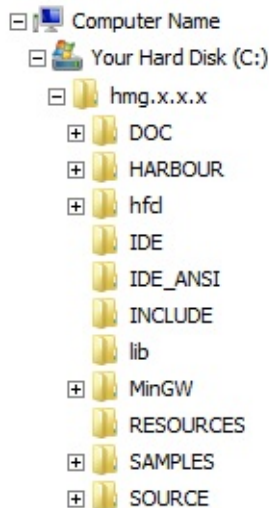 Computer Name
Your Hard Disk (C:)
hmg.x.x.x
DOC
HARBOUR
hfcl
IDE
IDE_ANSI
INCLUDE
lib
MinGW
RESOURCES
SAMPLES
SOURCE